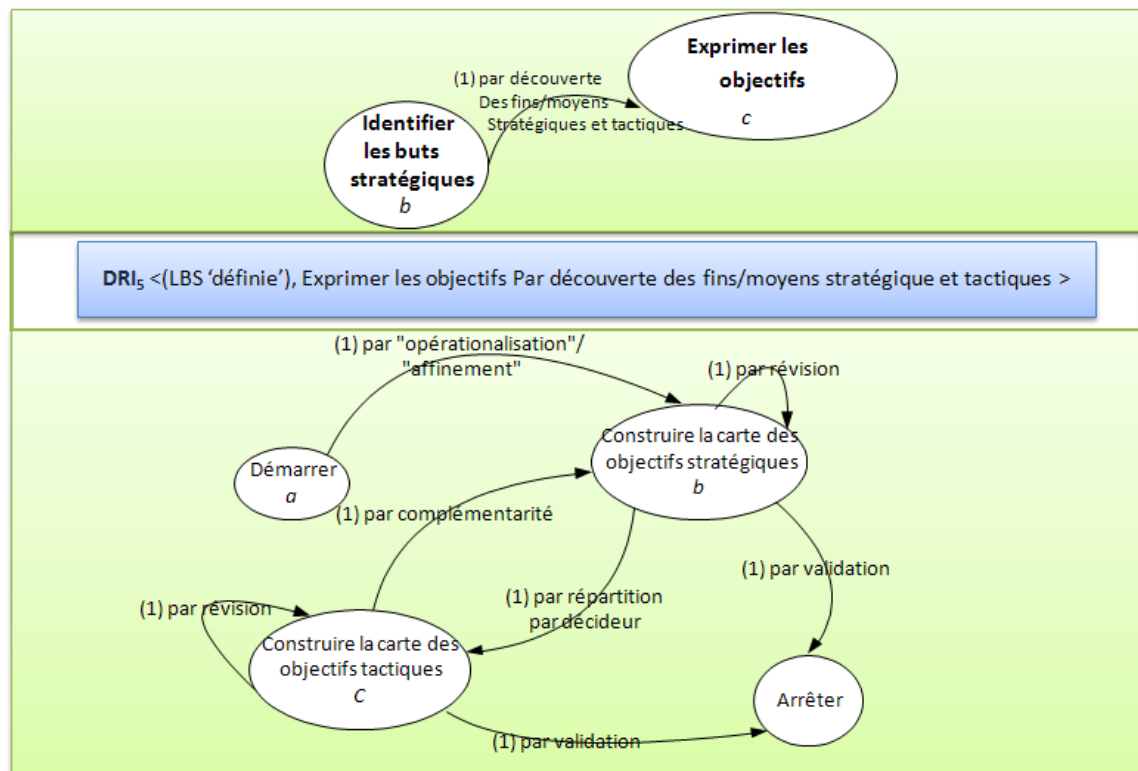 Exprimer les
objectifs
c
(1) par découverte
Des fins/moyens
Stratégiques et tactiques
Identifier
les buts
stratégiques
b
DRI5 <(LBS ‘définie’), Exprimer les objectifs Par découverte des fins/moyens stratégique et tactiques >
(1) par "opérationalisation"/
"affinement"
(1) par révision
Construire la carte des
objectifs stratégiques
b
Démarrer
a
(1) par complémentarité
(1) par validation
(1) par répartition
par décideur
(1) par révision
Construire la carte des
objectifs tactiques
C
Arrêter
(1) par validation